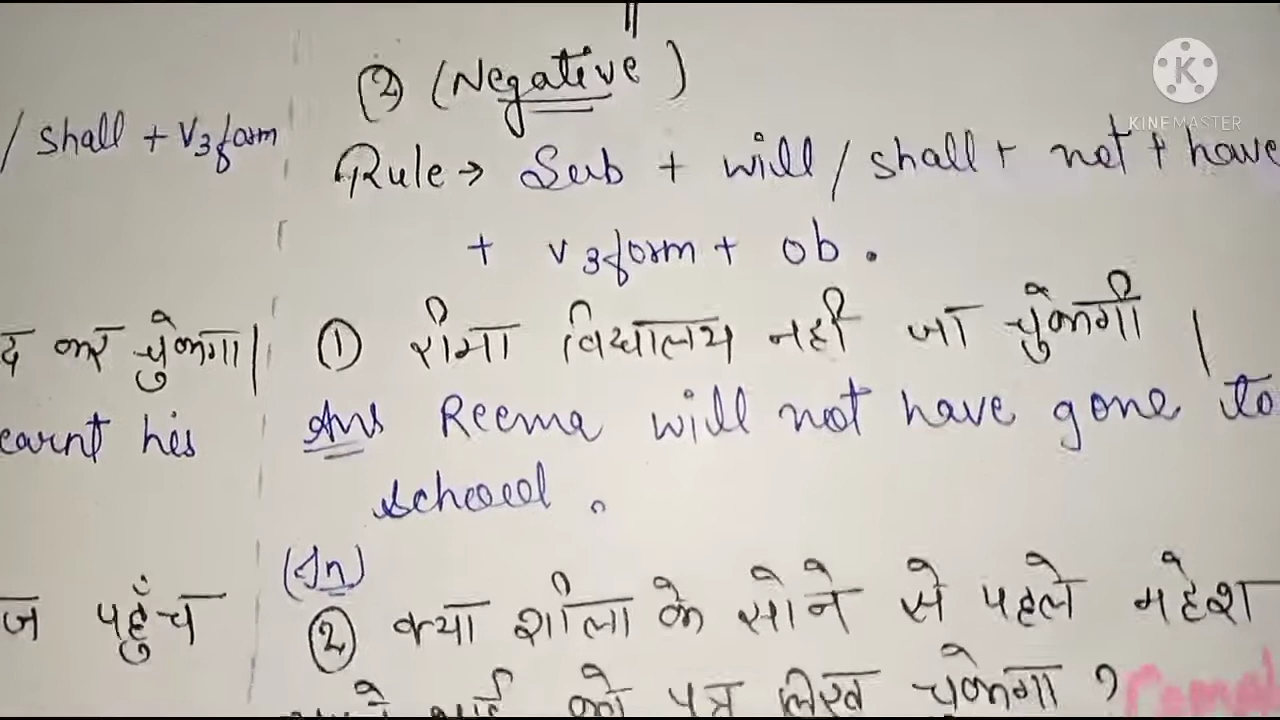 / shall + V3 form
② (Negative)
Rule → Sub + will / shall + not + have
+ V3 form + ob .
द कर चुकेगा।
① रीमा विद्यालय नहीं जा चुकेगी ।
earnt his
Ans Reema will not have gone to
school .
(In)
ज पहुँच
② क्या शीला के सोने से पहले महेश
भाई को पत्र लिख चुकेगा ?
K
KINEMASTER